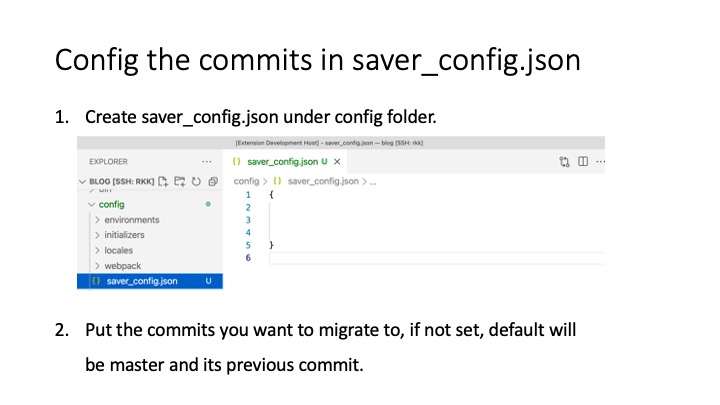 Config the commits in saver_config.json
1. Create saver_config.json under config folder.
[Extension Development Host] - saver_config.json — blog [SSH: rkk]
EXPLORER ...
{} saver_config.json U ×
...
BLOG [SSH: RKK]
config > {} saver_config.json > ...
bin
config
environments
initializers
locales
webpack
{} saver_config.json U
1 {
2
3
4
5 }
6
2. Put the commits you want to migrate to, if not set, default will
be master and its previous commit.